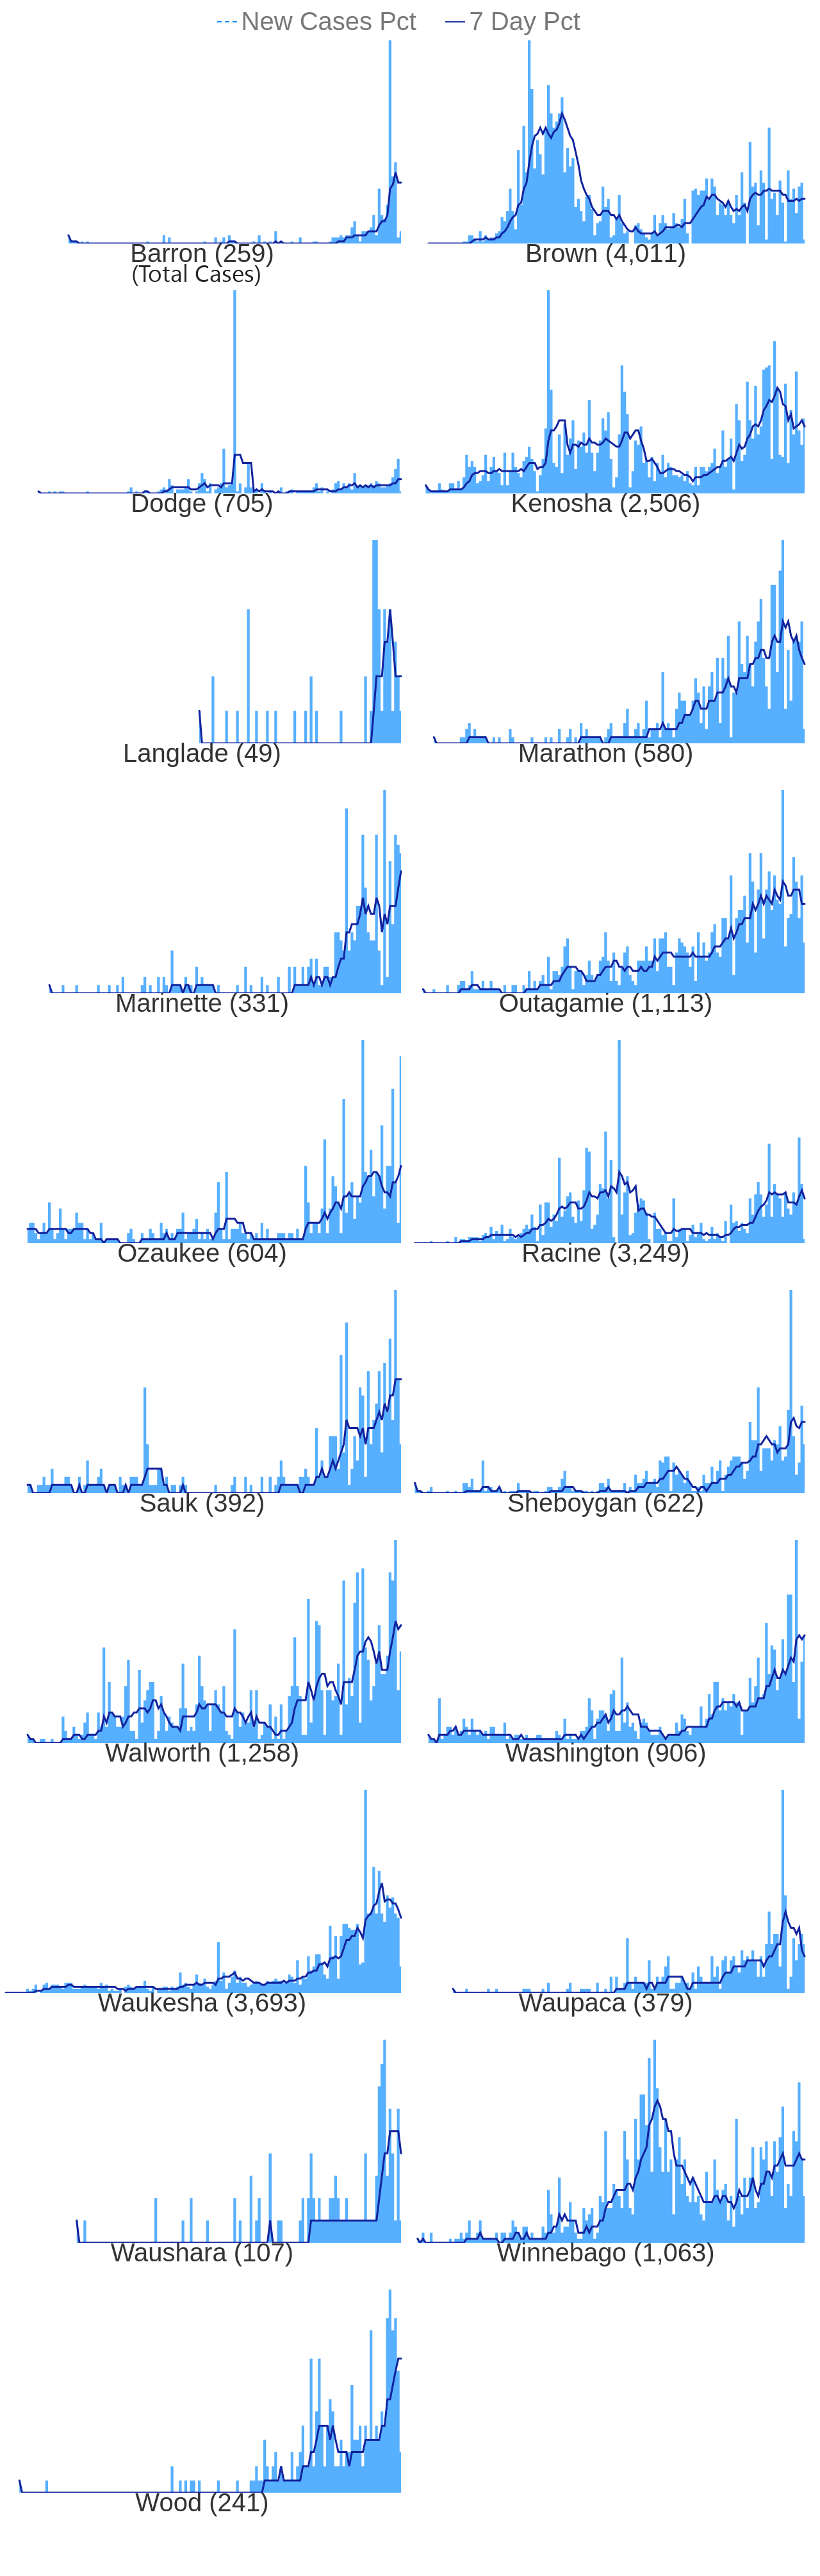 New Cases Pct 7 Day Pct
Barron (259) Brown (4,011)
(Total Cases)
Dodge (705) Kenosha (2,506)
Langlade (49) Marathon (580)
Marinette (331) Outagamie (1,113)
Ozaukee (604) Racine (3,249)
Sauk (392) Sheboygan (622)
Walworth (1,258) Washington (906)
Waukesha (3,693) Waupaca (379)
Waushara (107) Winnebago (1,063)
Wood (241)